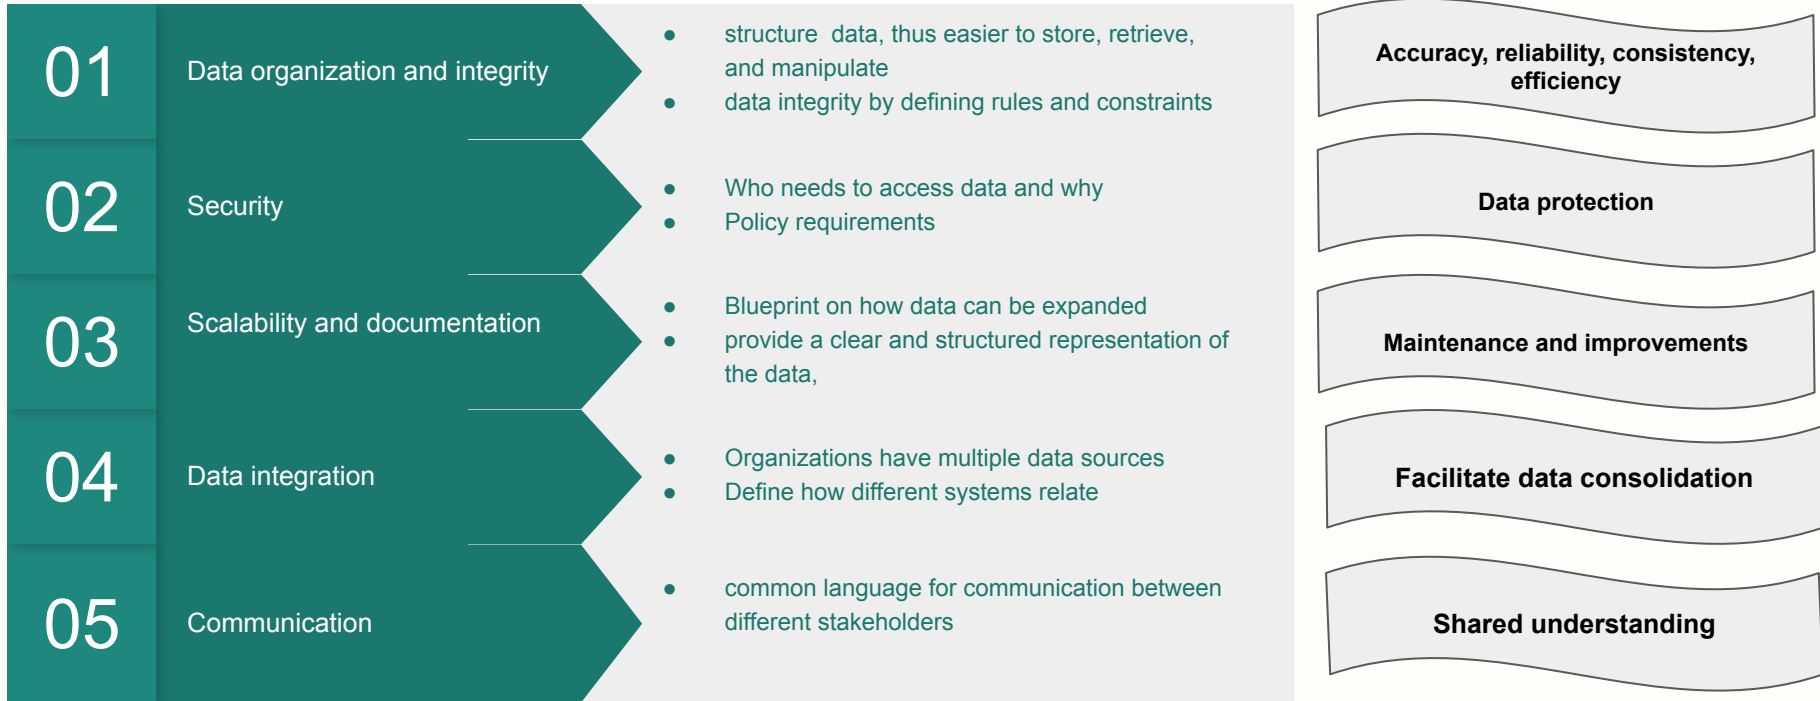 01
Data organization and integrity
● structure  data, thus easier to store, retrieve,
and manipulate
● data integrity by defining rules and constraints
Accuracy, reliability, consistency,
efficiency
02
Security
● Who needs to access data and why
● Policy requirements
Data protection
03
Scalability and documentation
● Blueprint on how data can be expanded
● provide a clear and structured representation of
the data,
Maintenance and improvements
04
Data integration
● Organizations have multiple data sources
● Define how different systems relate
Facilitate data consolidation
05
Communication
● common language for communication between
different stakeholders
Shared understanding